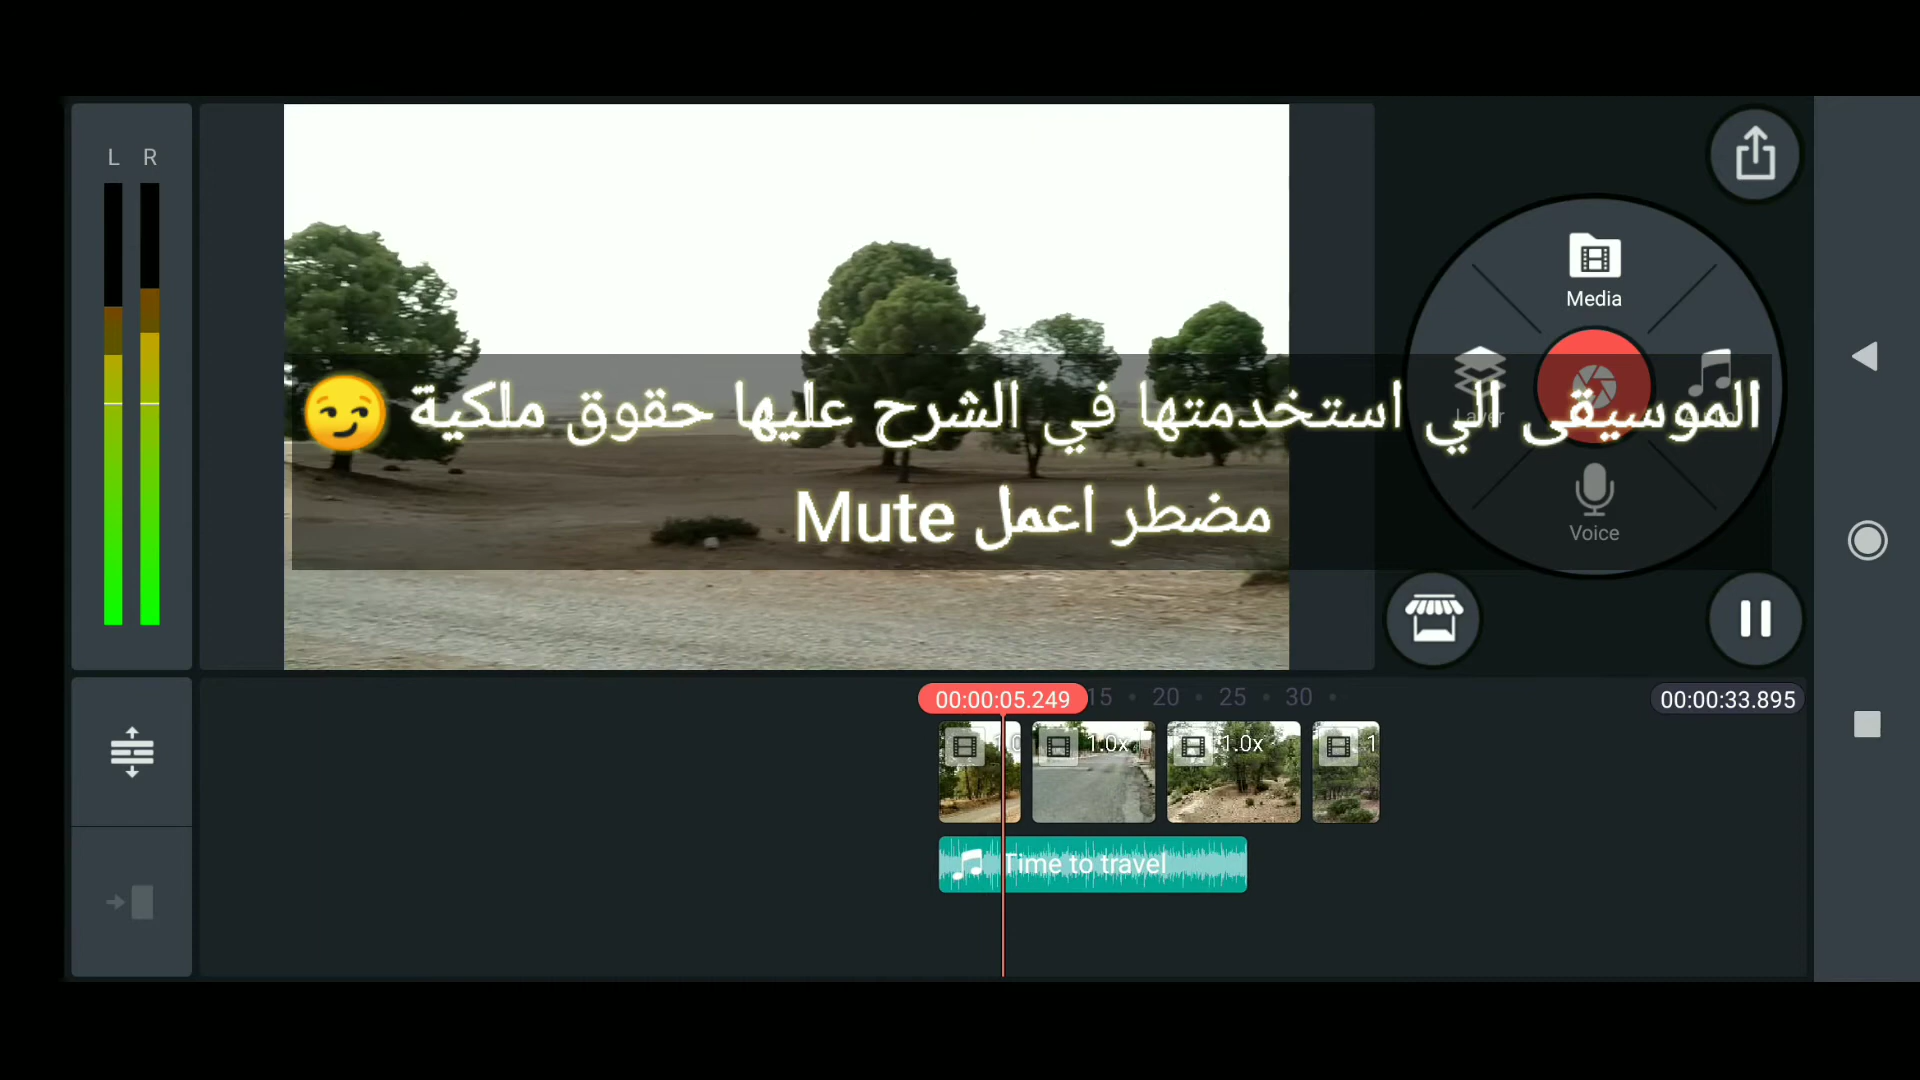 L R
Media
الموسيقى الي استخدمتها في الشرح عليها حقوق ملكية 😏
مضطر اعمل Mute
Voice
00:00:05.249 15 20 25 30 00:00:33.895
1.0x 1.0x
Time to travel